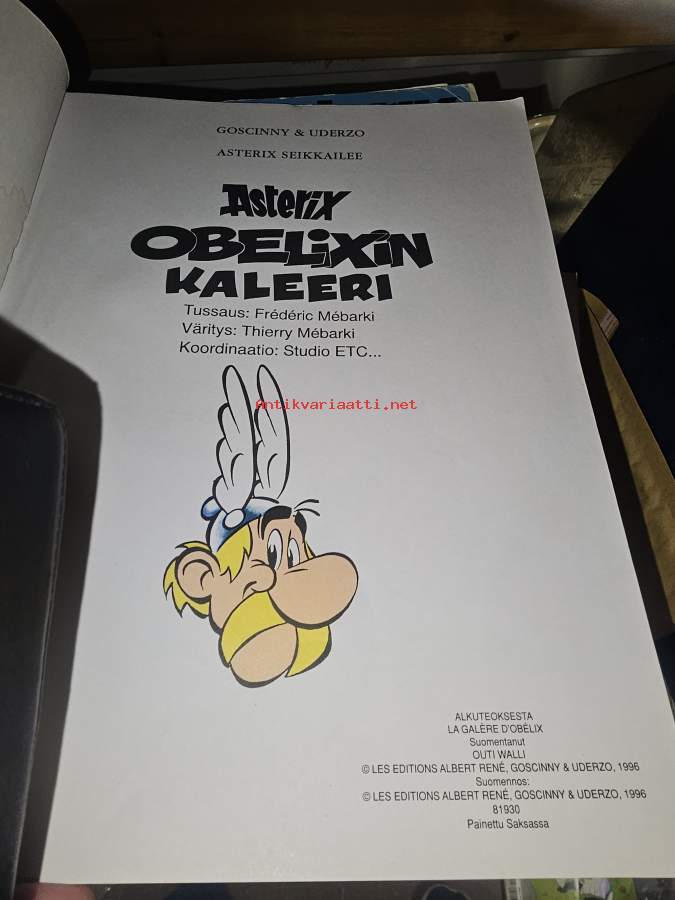 GOSCINNY & UDERZO
ASTERIX SEIKKAILEE
Asterix
OBELiXiN
KALEERI
Tussaus: Frédéric Mébarki
Väritys: Thierry Mébarki
Koordinaatio: Studio ETC...
Antikvariaatti.net
ALKUTEOKSESTA
LA GALÈRE D'OBÉLIX
Suomentanut
OUTI WALLI
© LES EDITIONS ALBERT RENÉ, GOSCINNY & UDERZO, 1996
Suomennos:
© LES EDITIONS ALBERT RENÉ, GOSCINNY & UDERZO, 1996
81930
Painettu Saksassa